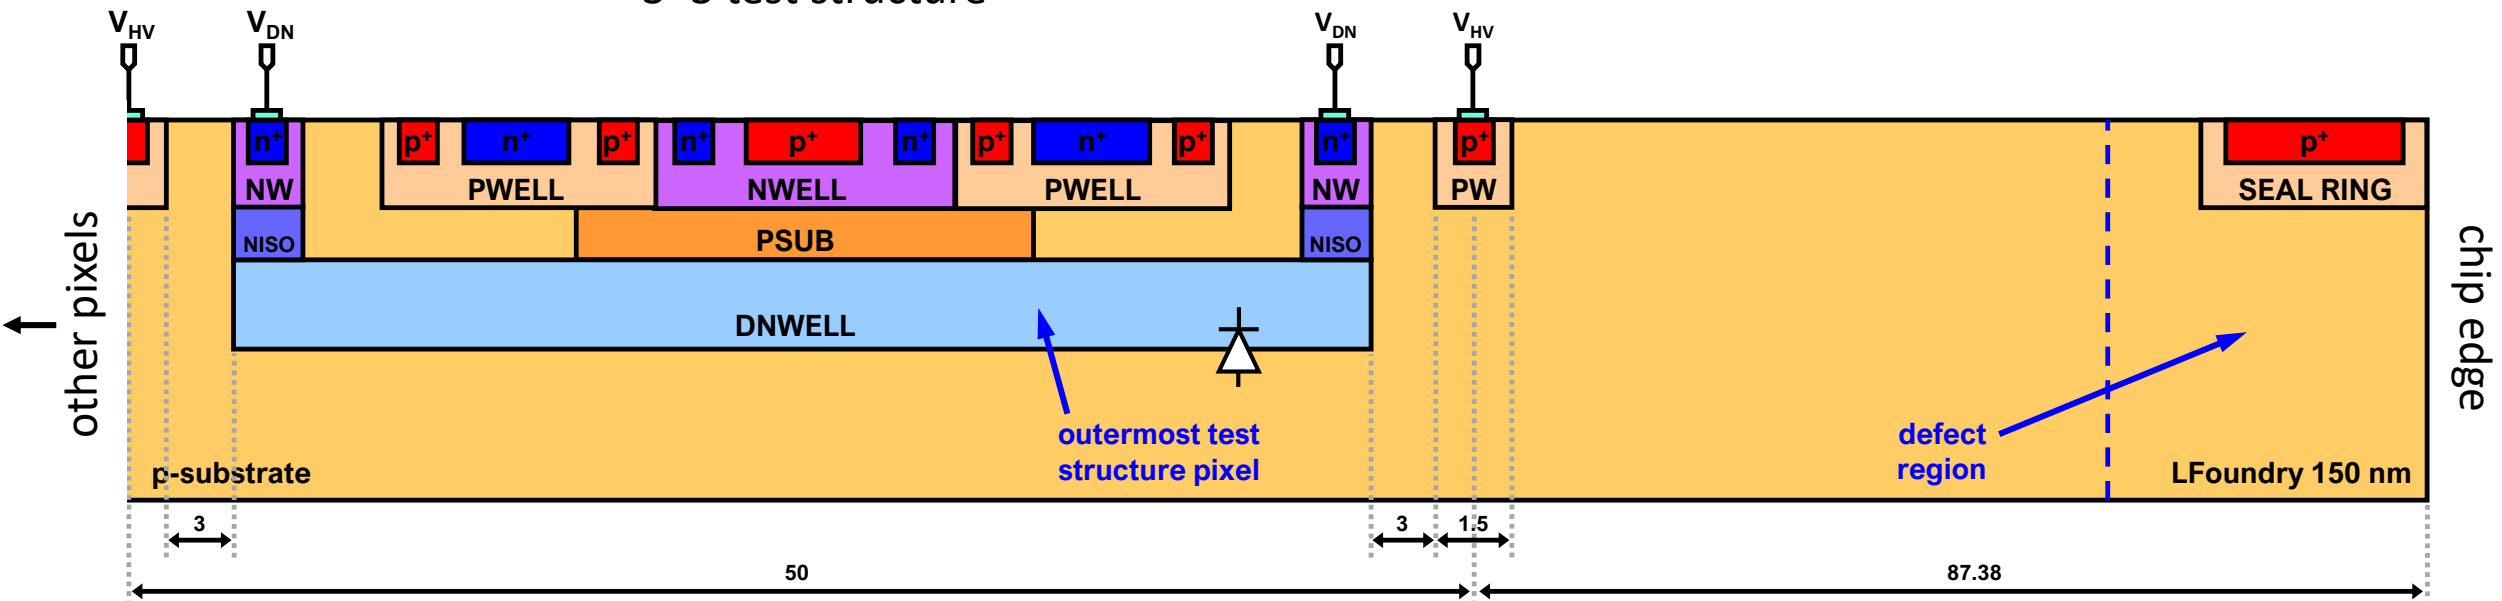 V_HV
V_DN
V_DN
V_HV
n⁺
p⁺
n⁺
p⁺
n⁺
p⁺
n⁺
p⁺
n⁺
p⁺
n⁺
p⁺
p⁺
NW
PWELL
NWELL
PWELL
NW
PW
SEAL RING
NISO
PSUB
NISO
DNWELL
other pixels
chip edge
outermost test
structure pixel
defect
region
p-substrate
LFoundry 150 nm
3
3
1.5
50
87.38